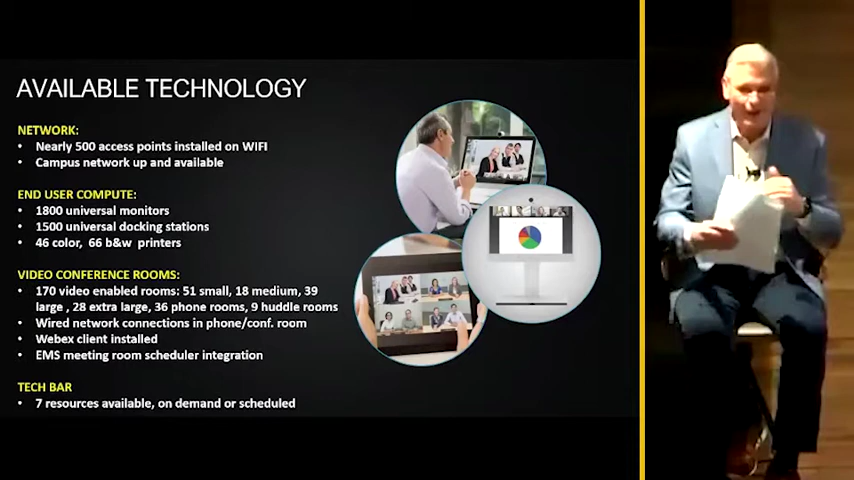 AVAILABLE TECHNOLOGY
NETWORK:
• Nearly 500 access points installed on WIFI
• Campus network up and available
END USER COMPUTE:
• 1800 universal monitors
• 1500 universal docking stations
• 46 color, 66 b&w printers
VIDEO CONFERENCE ROOMS:
• 170 video enabled rooms: 51 small, 18 medium, 39
large , 28 extra large, 36 phone rooms, 9 huddle rooms
• Wired network connections in phone/conf. room
• Webex client installed
• EMS meeting room scheduler integration
TECH BAR
• 7 resources available, on demand or scheduled